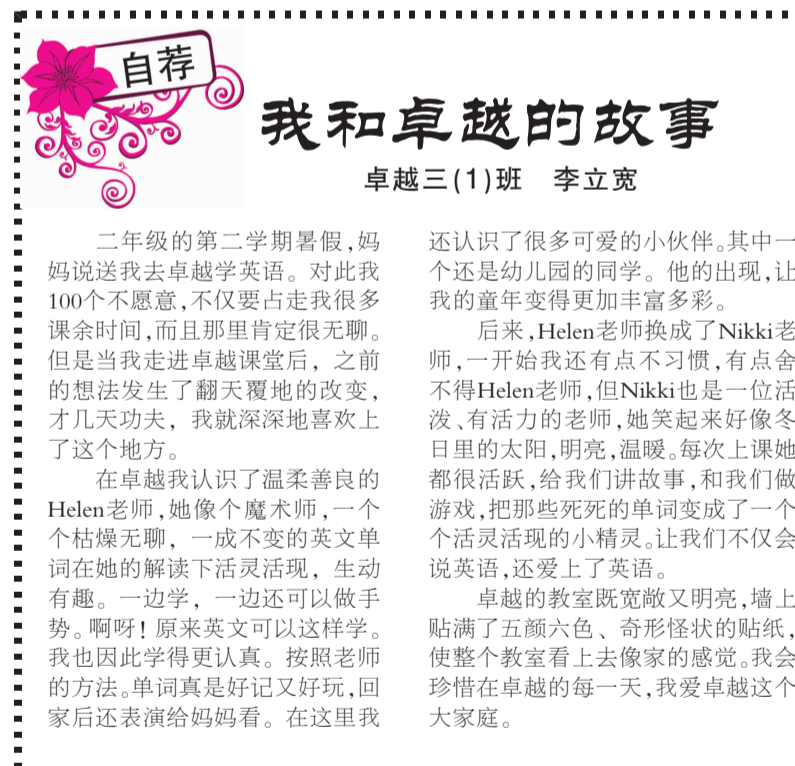 自荐
我和卓越的故事
卓越三(1)班 李立宽
二年级的第二学期暑假,妈
妈说送我去卓越学英语。对此我
100个不愿意,不仅要占走我很多
课余时间,而且那里肯定很无聊。
但是当我走进卓越课堂后,之前
的想法发生了翻天覆地的改变,
才几天功夫,我就深深地喜欢上
了这个地方。
在卓越我认识了温柔善良的
Helen老师,她像个魔术师,一个
个枯燥无聊,一成不变的英文单
词在她的解读下活灵活现,生动
有趣。一边学,一边还可以做手
势。啊呀!原来英文可以这样学。
我也因此学得更认真。按照老师
的方法。单词真是好记又好玩,回
家后还表演给妈妈看。在这里我
还认识了很多可爱的小伙伴。其中一
个还是幼儿园的同学。他的出现,让
我的童年变得更加丰富多彩。
后来,Helen老师换成了Nikki老
师,一开始我还有点不习惯,有点舍
不得Helen老师,但Nikki也是一位活
泼、有活力的老师,她笑起来好像冬
日里的太阳,明亮,温暖。每次上课她
都很活跃,给我们讲故事,和我们做
游戏,把那些死死的单词变成了一个
个活灵活现的小精灵。让我们不仅会
说英语,还爱上了英语。
卓越的教室既宽敞又明亮,墙上
贴满了五颜六色、奇形怪状的贴纸,
使整个教室看上去像家的感觉。我会
珍惜在卓越的每一天,我爱卓越这个
大家庭。